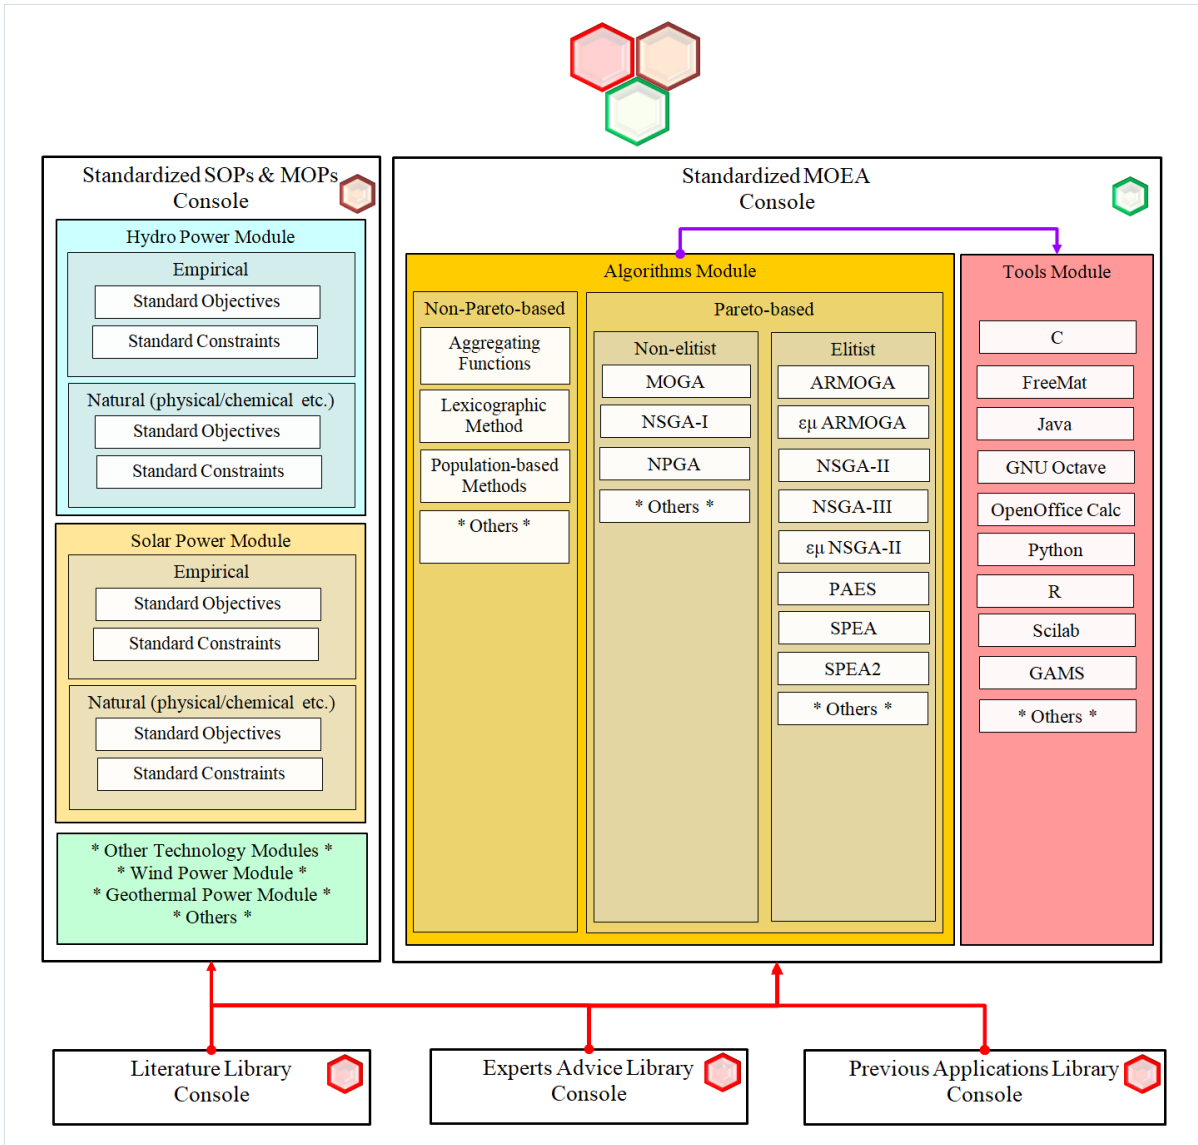 Standardized SOPs & MOPs
Console
Hydro Power Module
Empirical
Standard Objectives
Standard Constraints
Natural (physical/chemical etc.)
Standard Objectives
Standard Constraints
Solar Power Module
Empirical
Standard Objectives
Standard Constraints
Natural (physical/chemical etc.)
Standard Objectives
Standard Constraints
* Other Technology Modules *
* Wind Power Module *
* Geothermal Power Module *
* Others *
Standardized MOEA
Console
Algorithms Module
Non-Pareto-based
Aggregating
Functions
Lexicographic
Method
Population-based
Methods
* Others *
Pareto-based
Non-elitist
MOGA
NSGA-I
NPGA
* Others *
Elitist
ARMOGA
εμ ARMOGA
NSGA-II
NSGA-III
εμ NSGA-II
PAES
SPEA
SPEA2
* Others *
Tools Module
C
FreeMat
Java
GNU Octave
OpenOffice Calc
Python
R
Scilab
GAMS
* Others *
Literature Library
Console
Experts Advice Library
Console
Previous Applications Library
Console